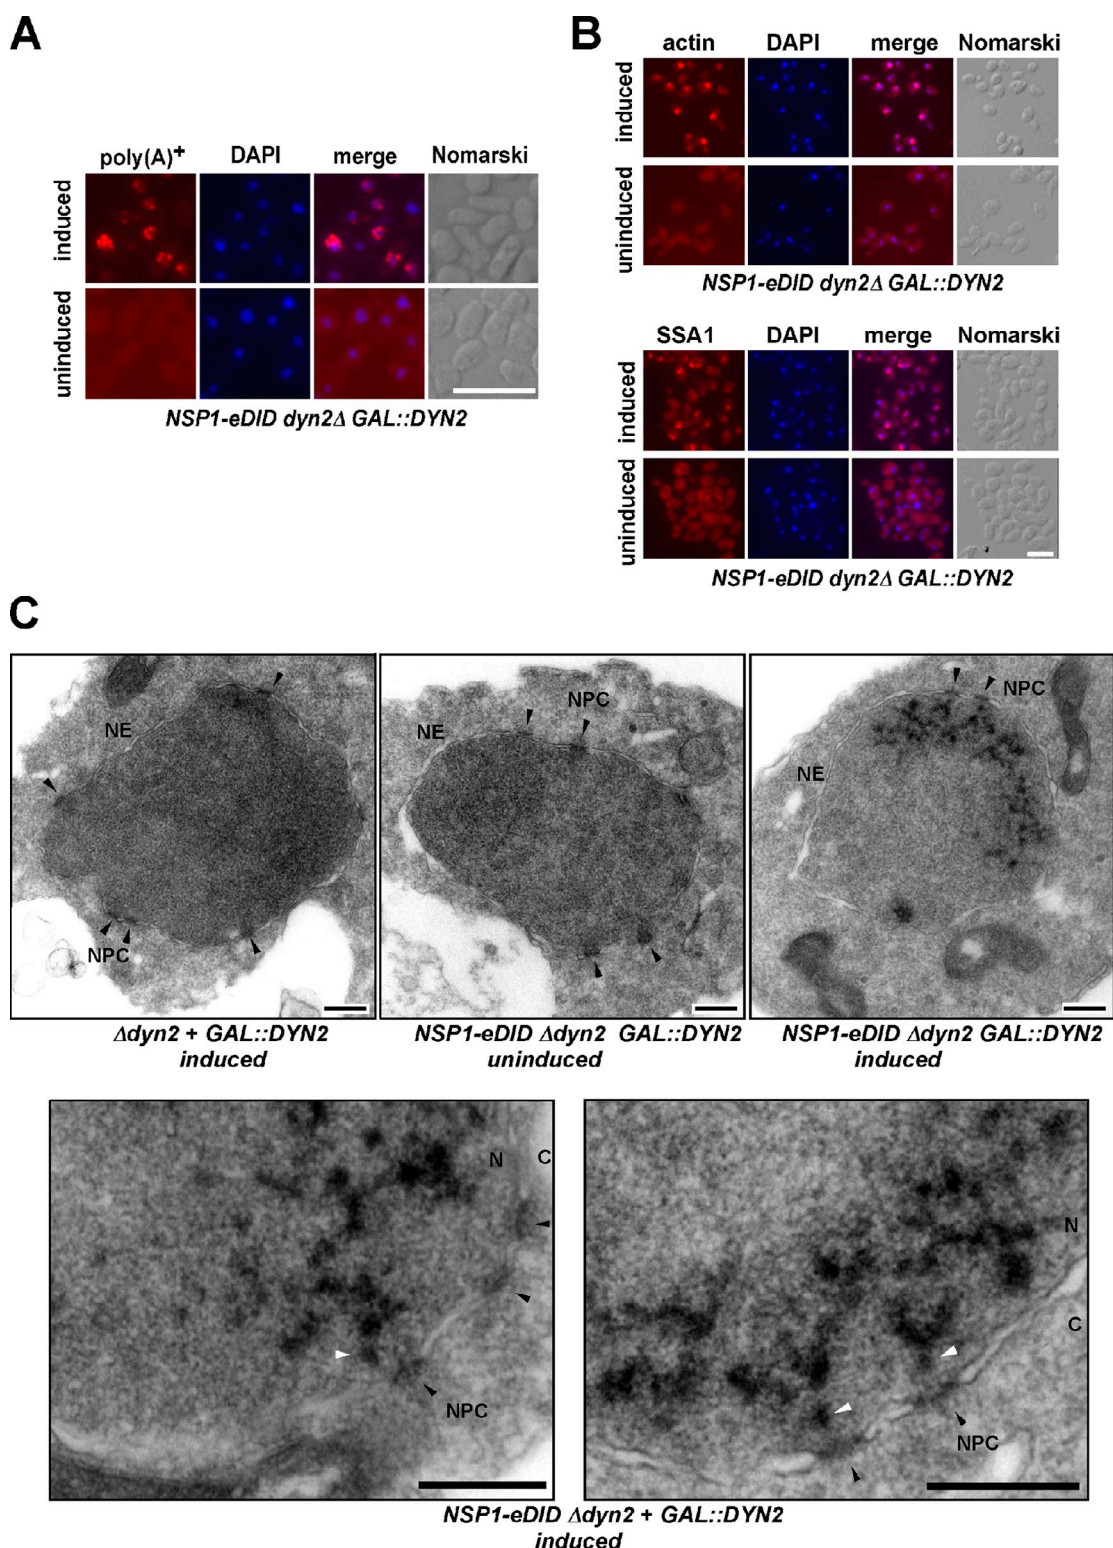 A
poly(A)+ DAPI merge Nomarski
induced
uninduced
NSP1-eDID dyn2Δ GAL::DYN2
B
actin DAPI merge Nomarski
induced
uninduced
NSP1-eDID dyn2Δ GAL::DYN2
SSA1 DAPI merge Nomarski
induced
uninduced
NSP1-eDID dyn2Δ GAL::DYN2
C
NE
NPC
Δdyn2 + GAL::DYN2
induced
NPC
NE
NSP1-eDID Δdyn2 GAL::DYN2
uninduced
NPC
NE
NSP1-eDID Δdyn2 GAL::DYN2
induced
N C
NPC
N
C
NPC
NSP1-eDID Δdyn2 + GAL::DYN2
induced